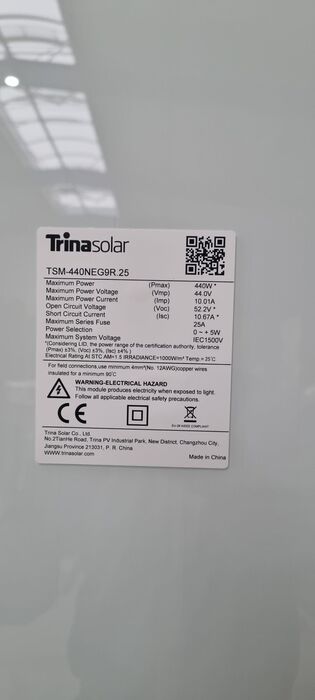 Trinasolar
TSM-440NEG9R.25
Maximum Power (Pmax) 440W *
Maximum Power Voltage (Vmp) 44.0V
Maximum Power Current (Imp) 10.01A
Open Circuit Voltage (Voc) 52.2V *
Short Circuit Current (Isc) 10.67A *
Maximum Series Fuse 25A
Power Selection 0 ~ + 5W
Maximum System Voltage IEC1500V
*(Considering LID, the power range of the certification authority, tolerance
(Pmax) ±3%, (Voc) ±3%, (Isc) ±4% )
Electrical Rating At STC AM=1.5 IRRADIANCE=1000W/m² Temp = 25℃
For field connections,use minimum 4mm²(No. 12AWG)copper wires
insulated for a minimum 90℃
WARNING-ELECTRICAL HAZARD
This module produces electricity when exposed to light.
Follow all applicable electrical safety precautions.
CE
EU-28 WEEE COMPLIANT
Trina Solar Co., Ltd.
No.2TianHe Road, Trina PV Industrial Park, New District, Changzhou City,
Jiangsu Province 213031, P. R. China
WWW.trinasolar.com
Made in China